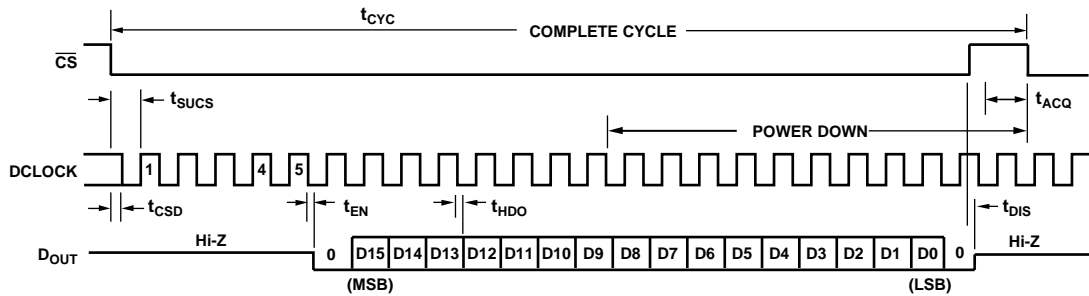 tCYC
COMPLETE CYCLE
CS
tSUCS
tACQ
POWER DOWN
DCLOCK
1
4
5
tCSD
tEN
tHDO
tDIS
Hi-Z
Hi-Z
DOUT
0
D15
D14
D13
D12
D11
D10
D9
D8
D7
D6
D5
D4
D3
D2
D1
D0
0
(MSB)
(LSB)